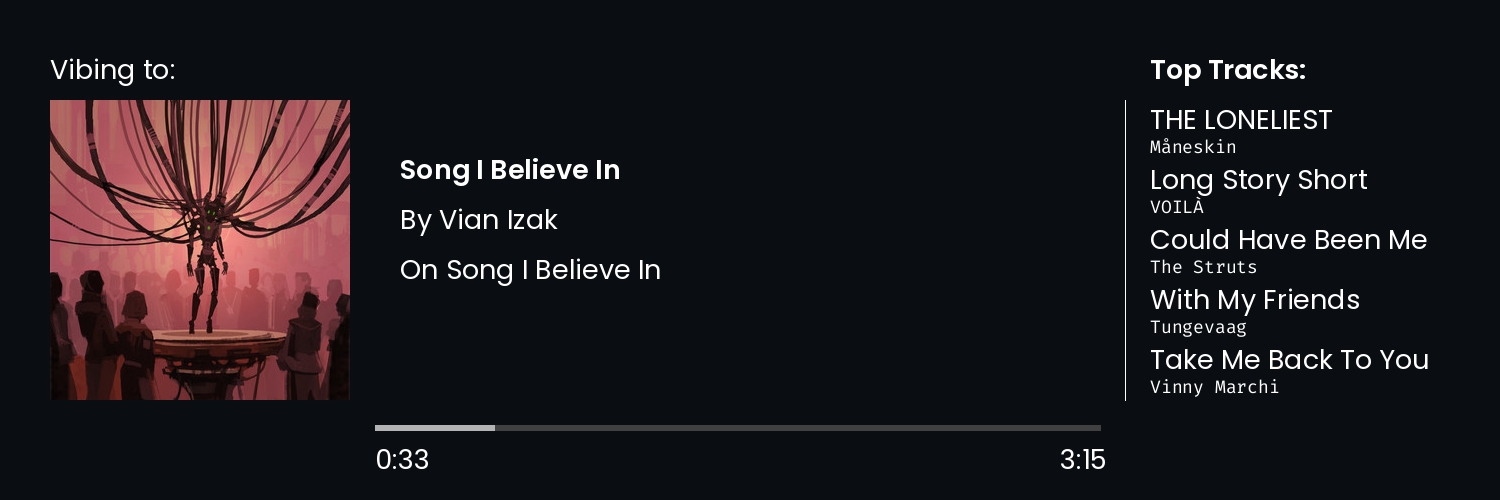 Vibing to:
Song I Believe In
By Vian Izak
On Song I Believe In
0:33
3:15
Top Tracks:
THE LONELIEST
Måneskin
Long Story Short
VOILÀ
Could Have Been Me
The Struts
With My Friends
Tungevaag
Take Me Back To You
Vinny Marchi